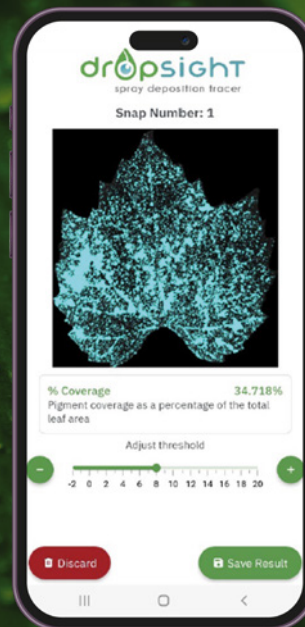 dropsight
spray deposition tracer
Snap Number: 1
% Coverage 34.718%
Pigment coverage as a percentage of the total
leaf area
Adjust threshold
-2 0 2 4 6 8 10 12 14 16 18 20
Discard
Save Result